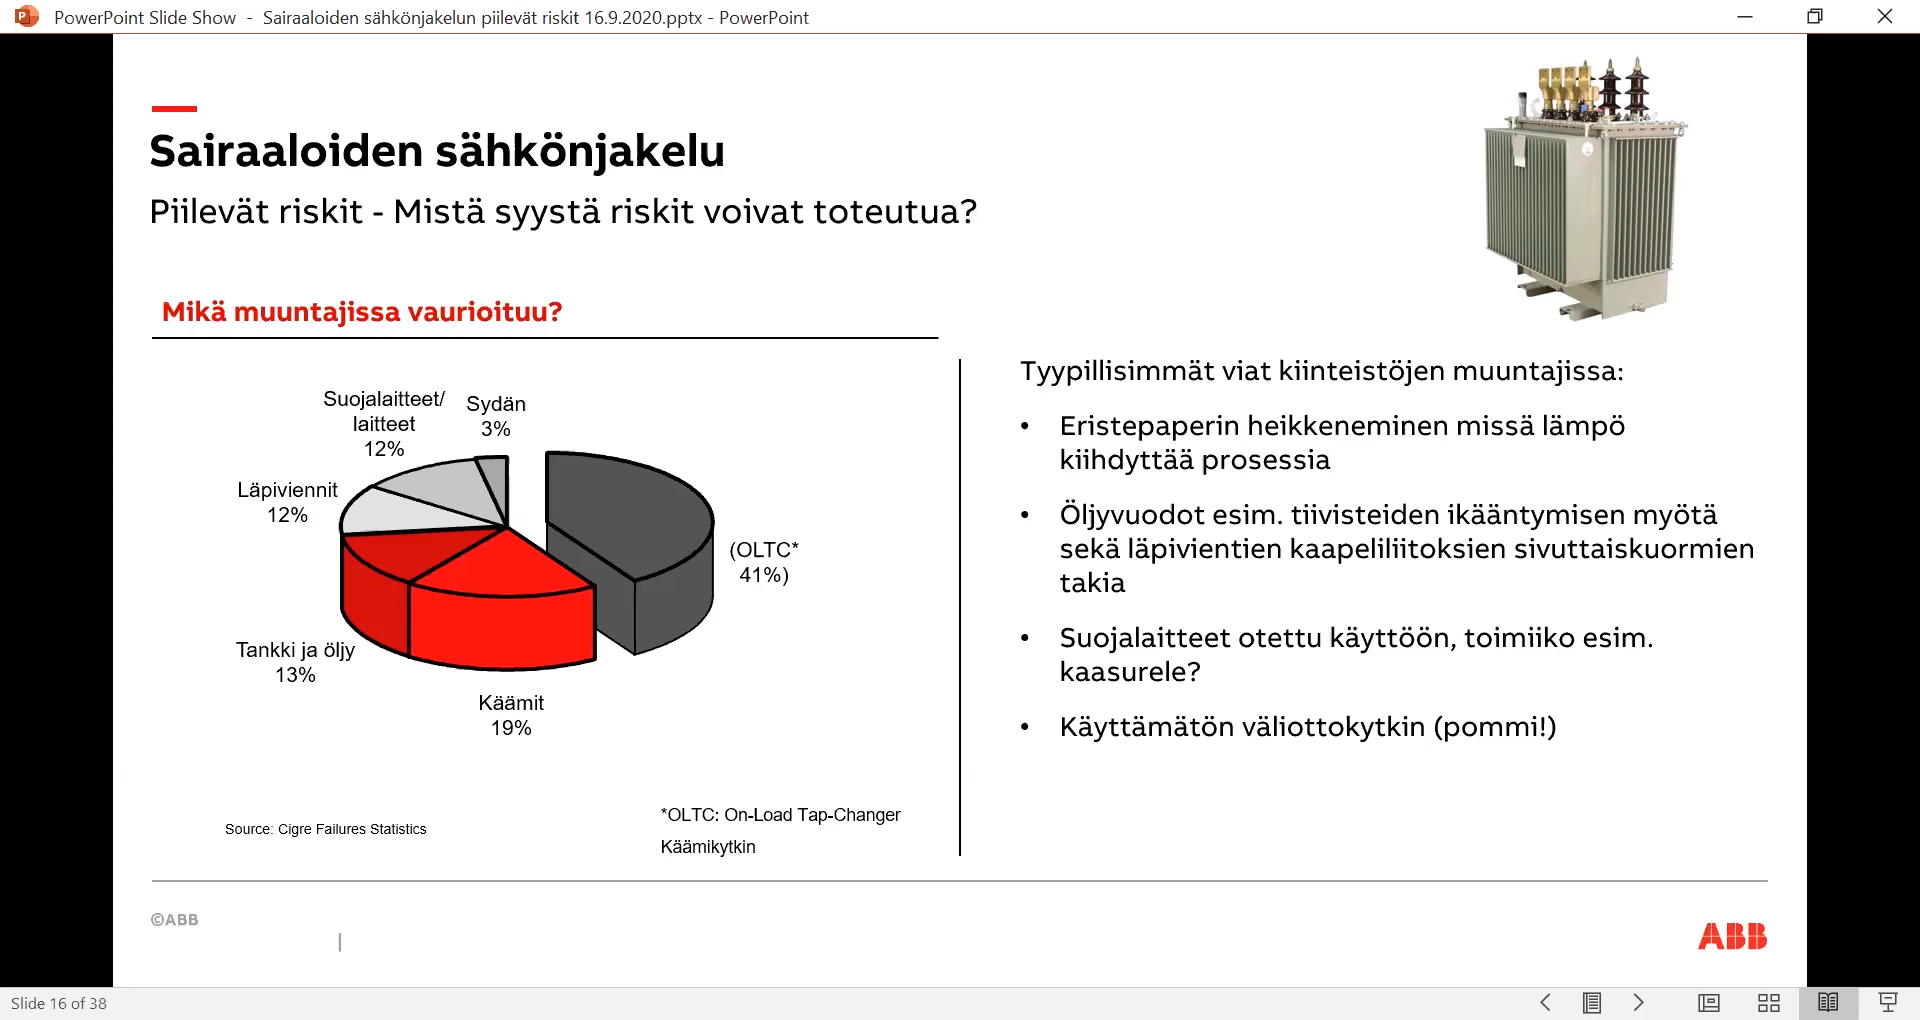 PowerPoint Slide Show - Sairaaloiden sähkönjakelun piilevät riskit 16.9.2020.pptx - PowerPoint
Sairaaloiden sähkönjakelu
Piilevät riskit - Mistä syystä riskit voivat toteutua?
Mikä muuntajissa vaurioituu?
Suojalaitteet/
laitteet
12%
Sydän
3%
Läpiviennit
12%
(OLTC*
41%)
Tankki ja öljy
13%
Käämit
19%
Source: Cigre Failures Statistics
*OLTC: On-Load Tap-Changer
Käämikytkin
Tyypillisimmät viat kiinteistöjen muuntajissa:
• Eristepaperin heikkeneminen missä lämpö
kiihdyttää prosessia
• Öljyvuodot esim. tiivisteiden ikääntymisen myötä
sekä läpivientien kaapeliliitoksien sivuttaiskuormien
takia
• Suojalaitteet otettu käyttöön, toimiiko esim.
kaasurele?
• Käyttämätön väliottokytkin (pommi!)
©ABB
ABB
Slide 16 of 38